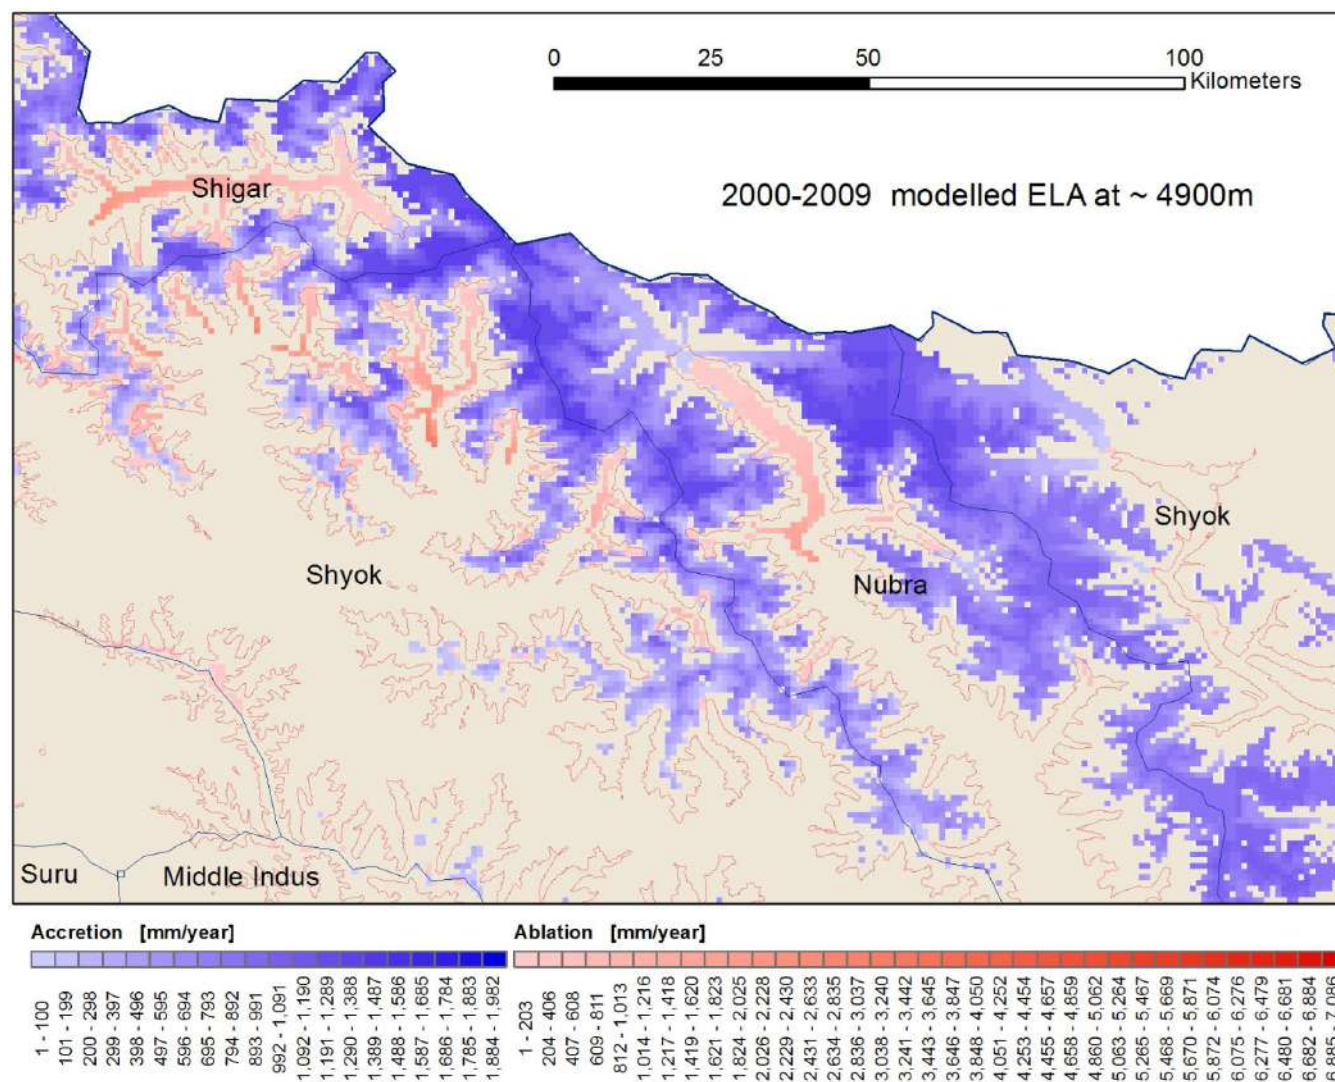 0 25 50 100
Kilometers
Shigar
2000-2009 modelled ELA at ~ 4900m
Shyok
Shyok
Nubra
Suru
Middle Indus
Accretion [mm/year]
Ablation [mm/year]
1 - 100
101 - 199
200 - 298
299 - 397
398 - 496
497 - 595
596 - 694
695 - 793
794 - 892
893 - 991
992 - 1,091
1,092 - 1,190
1,191 - 1,289
1,290 - 1,388
1,389 - 1,487
1,488 - 1,586
1,587 - 1,685
1,686 - 1,784
1,785 - 1,883
1,884 - 1,982
1 - 203
204 - 406
407 - 608
609 - 811
812 - 1,013
1,014 - 1,216
1,217 - 1,418
1,419 - 1,620
1,621 - 1,823
1,824 - 2,025
2,026 - 2,228
2,229 - 2,430
2,431 - 2,633
2,634 - 2,835
2,836 - 3,037
3,038 - 3,240
3,241 - 3,442
3,443 - 3,645
3,646 - 3,847
3,848 - 4,050
4,051 - 4,252
4,253 - 4,454
4,455 - 4,657
4,658 - 4,859
4,860 - 5,062
5,063 - 5,264
5,265 - 5,467
5,468 - 5,669
5,670 - 5,871
5,872 - 6,074
6,075 - 6,276
6,277 - 6,479
6,480 - 6,681
6,682 - 6,884
6,885 - 7,086